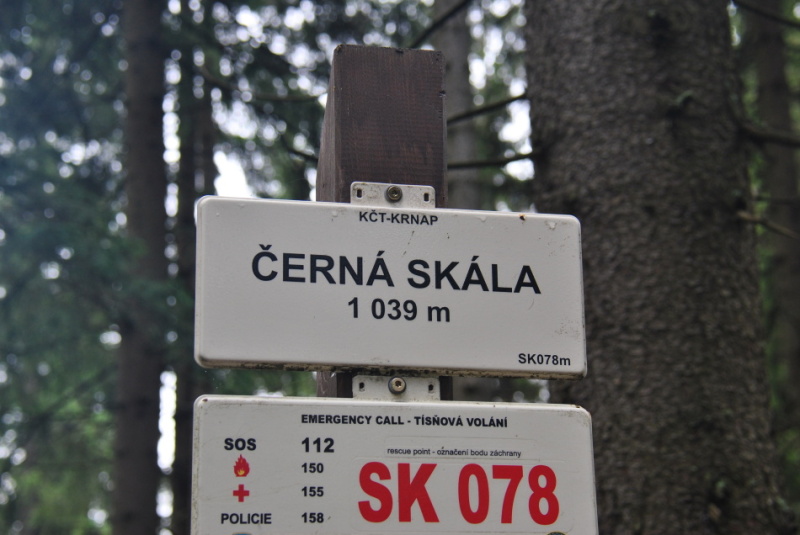 KČT-KRNAP
ČERNÁ SKÁLA
1 039 m
SK078m
EMERGENCY CALL - TÍSŇOVÁ VOLÁNÍ
SOS 112
rescue point - označení bodu záchrany
150
155
POLICIE 158
SK 078